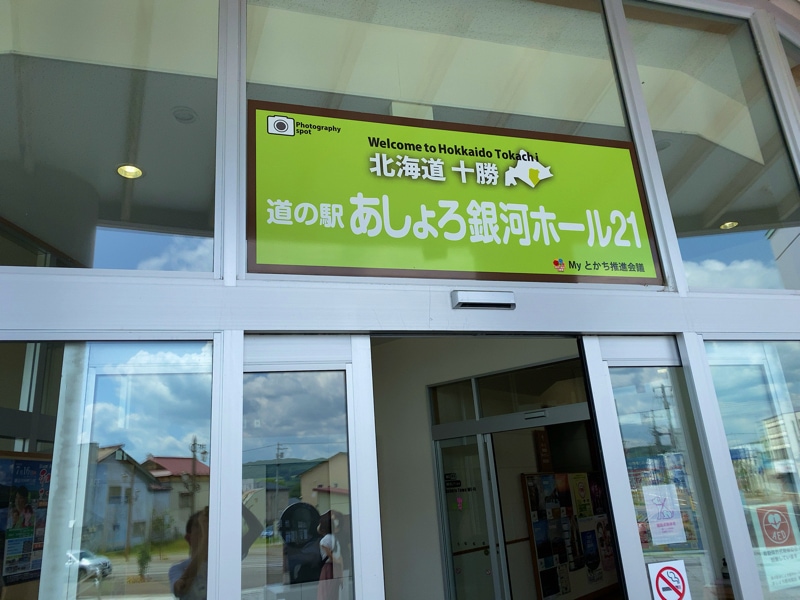 Photography
spot
Welcome to Hokkaido Tokachi
北海道 十勝
道の駅 あしょろ銀河ホール21
My とかち推進会議
AED